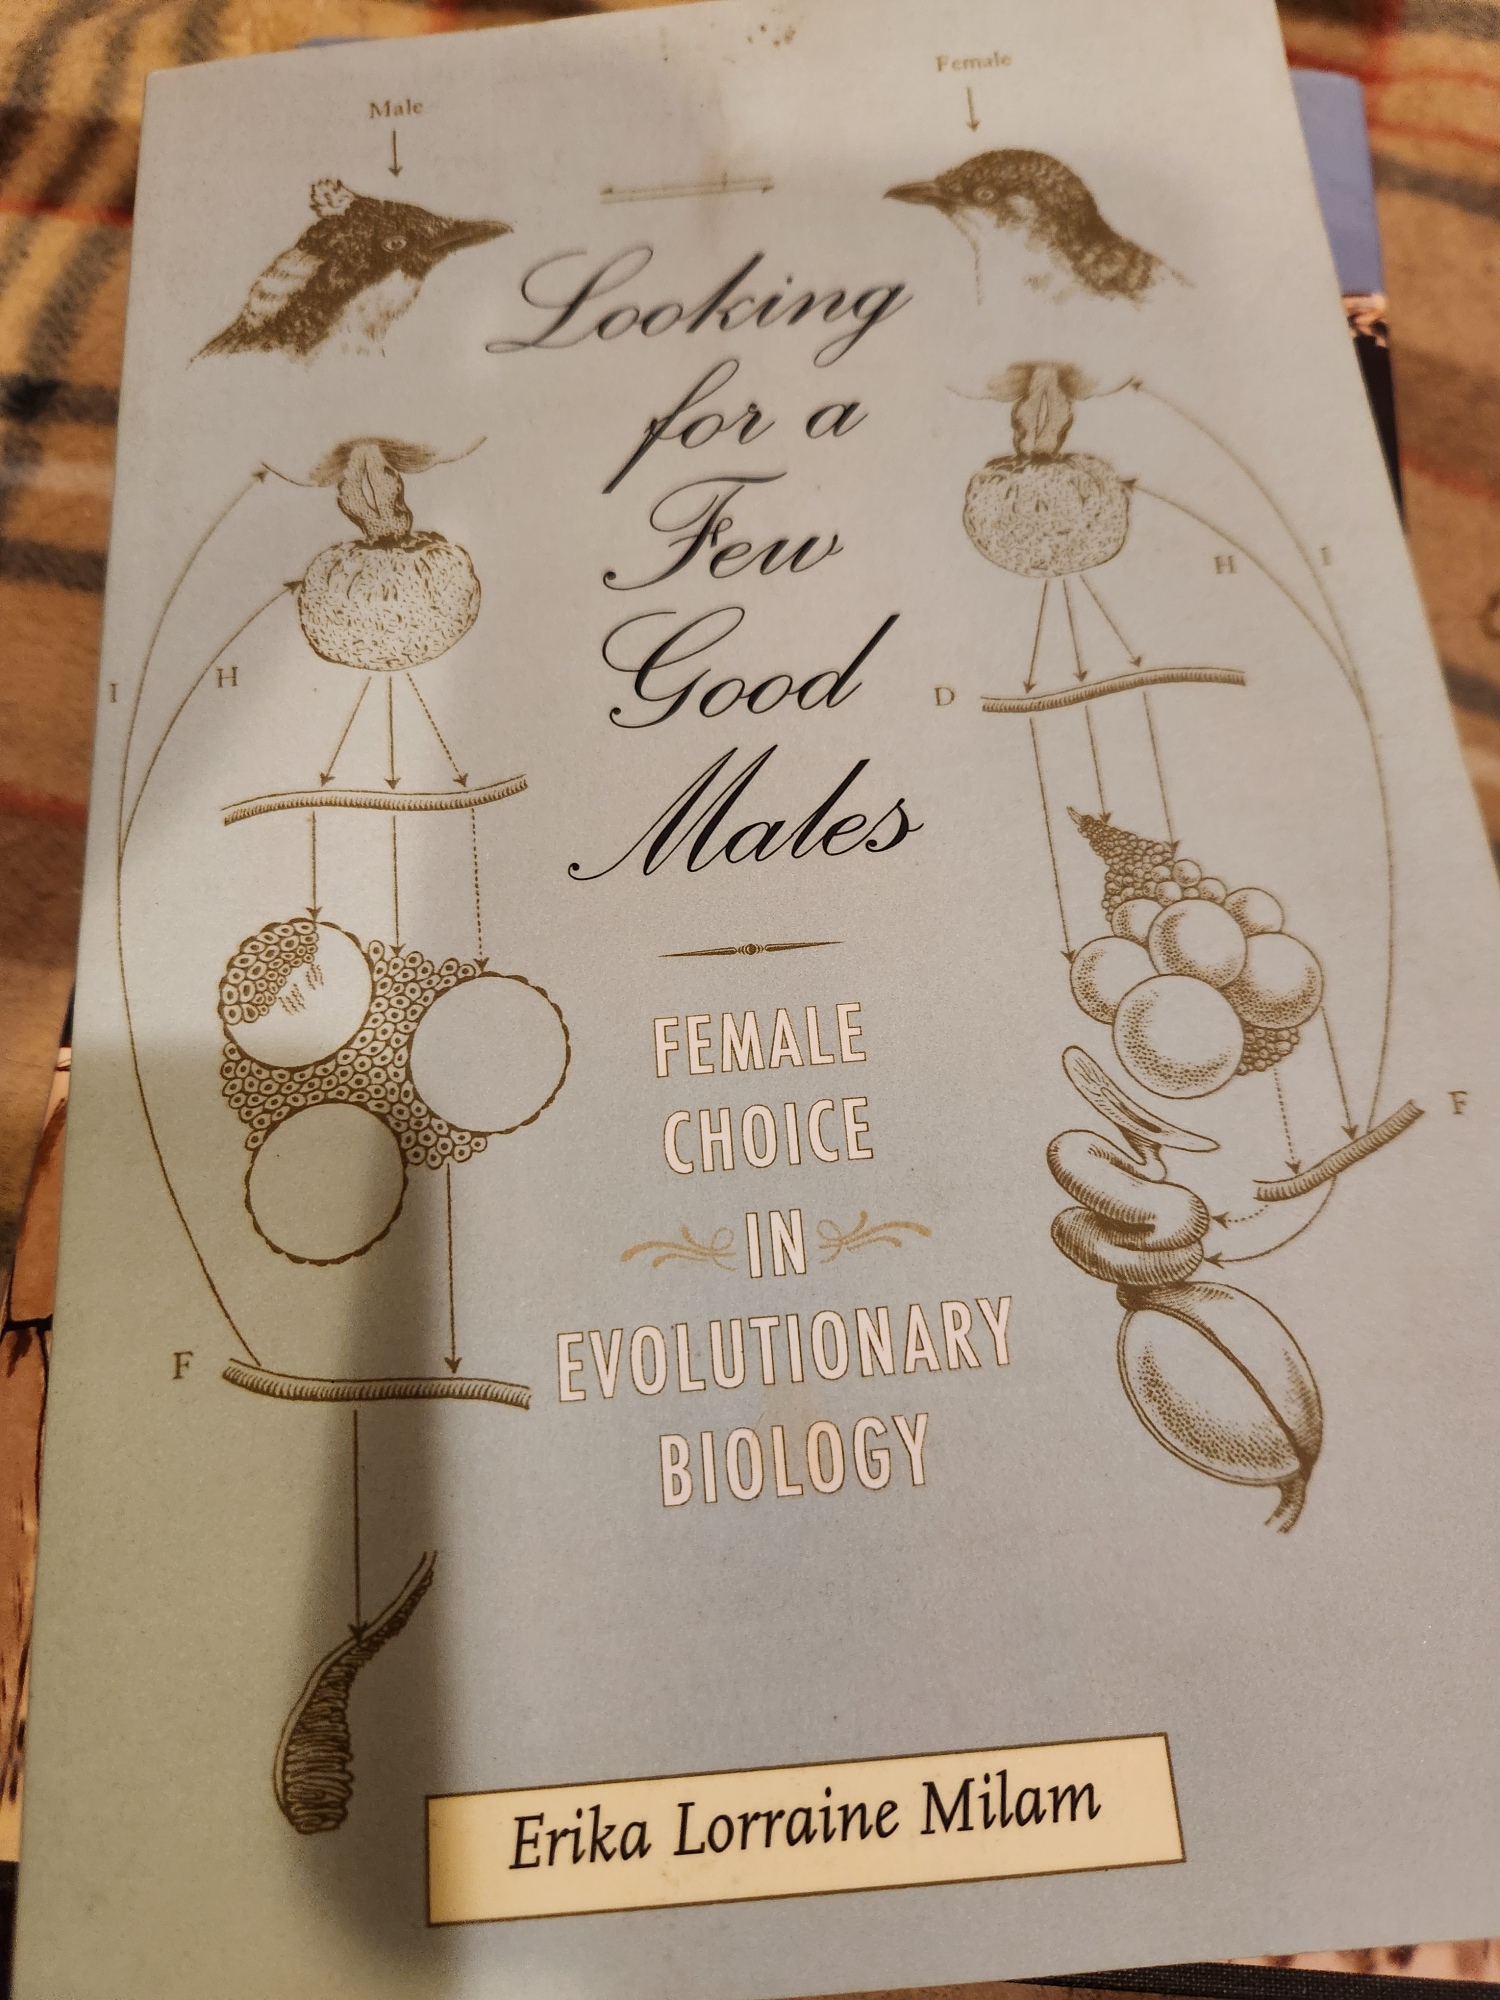 Male
Female
Looking
for a
Few
Good
Males
I
H
H
I
D
FEMALE
CHOICE
IN
EVOLUTIONARY
BIOLOGY
F
F
Erika Lorraine Milam